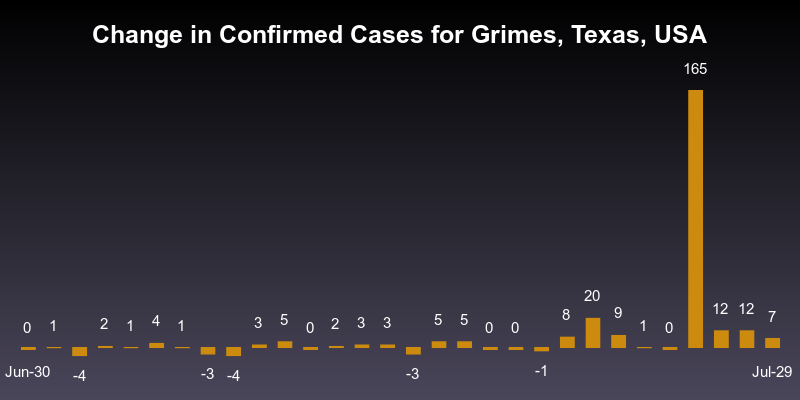 Change in Confirmed Cases for Grimes, Texas, USA
165
0 1 2 1 4 1 3 5 0 2 3 3 5 5 0 0 8 20 9 1 0 12 12 7
-4 -3 -4 -3 -1
Jun-30 Jul-29